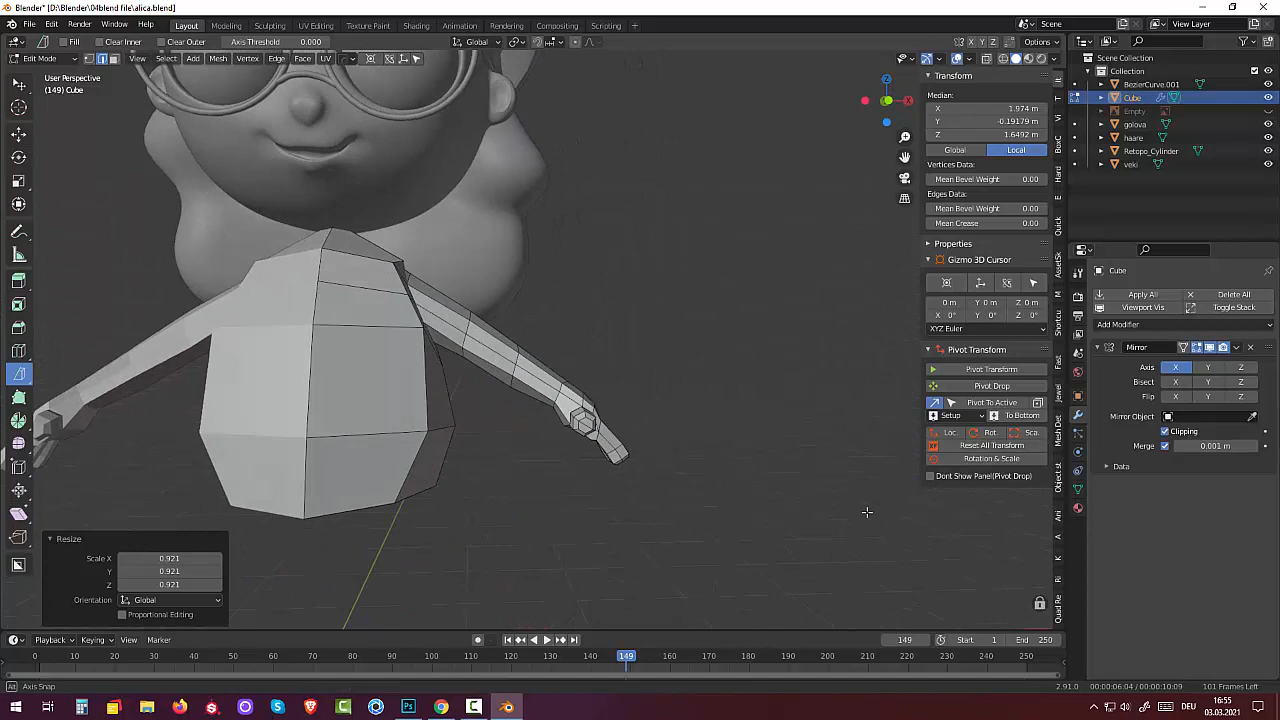 Blender* [D:\Blender\04blend file\alica.blend]
File Edit Render Window Help Layout Modeling Sculpting UV Editing Texture Paint Shading Animation Rendering Compositing Scripting + Scene View Layer
Fill Clear Inner Clear Outer Axis Threshold 0.000 Global X Y Z Options
Edit Mode View Select Add Mesh Vertex Edge Face UV
User Perspective
(149) Cube
Scene Collection
Collection
BezierCurve.001
Cube
Empty
golova
haare
Retopo_Cylinder
veki
Transform
Median:
X 1.974 m
Y -0.19179 m
Z 1.6492 m
Global Local
Vertices Data:
Mean Bevel Weight 0.00
Edges Data:
Mean Bevel Weight 0.00
Mean Crease 0.00
Properties
Gizmo 3D Cursor
0 m Y 0 m Z 0 m
X 0° Y 0° Z 0°
XYZ Euler
Pivot Transform
Pivot Transform
Pivot Drop
Pivot To Active
Setup To Bottom
Loc. Rot. Sca.
Reset All Transform
Rotation & Scale
Dont Show Panel(Pivot Drop)
Cube
Apply All Delete All
Viewport Vis Toggle Stack
Add Modifier
Mirror
Axis X Y Z
Bisect X Y Z
Flip X Y Z
Mirror Object
Clipping
Merge 0.001 m
Data
Resize
Scale X 0.921
Y 0.921
Z 0.921
Orientation Global
Proportional Editing
Playback Keying View Marker 149 Start 1 End 250
0 10 20 30 40 50 60 70 80 90 100 110 120 130 140 149 160 170 180 190 200 210 220 230 240 250
Axis Snap 2.91.0 00:00:06:04 / 00:00:10:09 101 Frames Left
DEU 16:55
03.03.2021